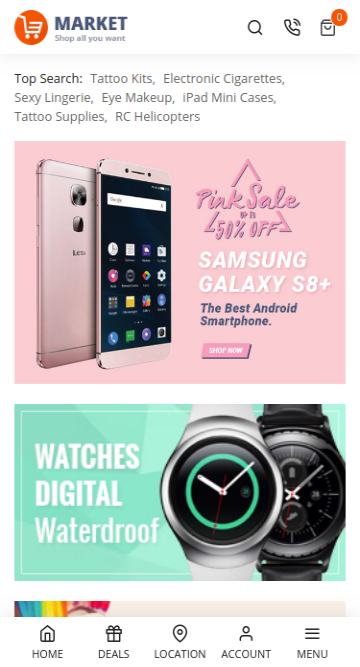 MARKET
Shop all you want
0
Top Search: Tattoo Kits, Electronic Cigarettes,
Sexy Lingerie, Eye Makeup, iPad Mini Cases,
Tattoo Supplies, RC Helicopters
Pink Sale
UP TO
50% OFF
SAMSUNG
GALAXY S8+
The Best Android
Smartphone.
SHOP NOW
WATCHES
DIGITAL
Waterdroof
HOME DEALS LOCATION ACCOUNT MENU